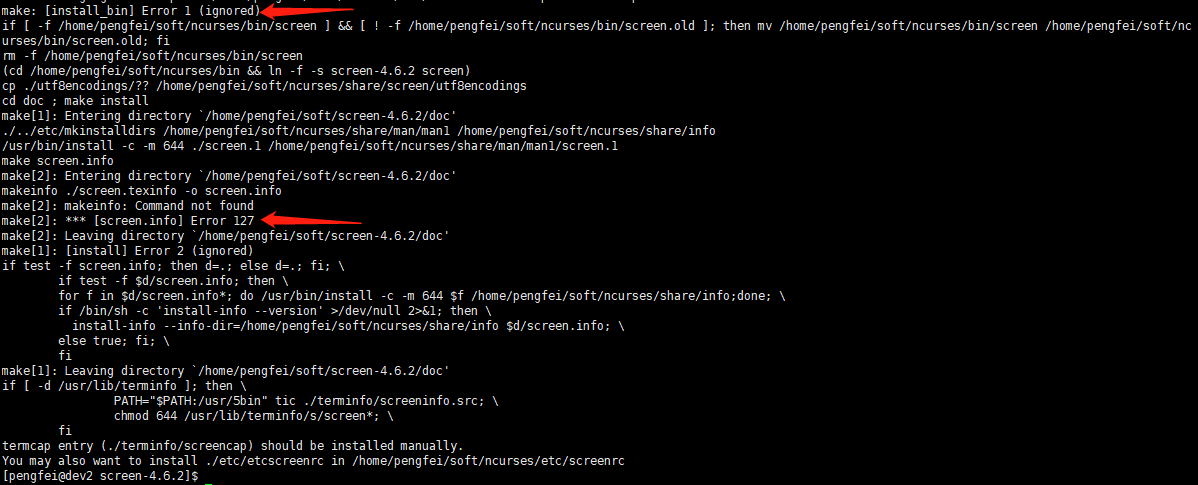 make: [install_bin] Error 1 (ignored)
if [ -f /home/pengfei/soft/ncurses/bin/screen ] && [ ! -f /home/pengfei/soft/ncurses/bin/screen.old ]; then mv /home/pengfei/soft/ncurses/bin/screen /home/pengfei/soft/nc
urses/bin/screen.old; fi
rm -f /home/pengfei/soft/ncurses/bin/screen
(cd /home/pengfei/soft/ncurses/bin && ln -f -s screen-4.6.2 screen)
cp ./utf8encodings/?? /home/pengfei/soft/ncurses/share/screen/utf8encodings
cd doc ; make install
make[1]: Entering directory `/home/pengfei/soft/screen-4.6.2/doc'
./../etc/mkinstalldirs /home/pengfei/soft/ncurses/share/man/man1 /home/pengfei/soft/ncurses/share/info
/usr/bin/install -c -m 644 ./screen.1 /home/pengfei/soft/ncurses/share/man/man1/screen.1
make screen.info
make[2]: Entering directory `/home/pengfei/soft/screen-4.6.2/doc'
makeinfo ./screen.texinfo -o screen.info
make[2]: makeinfo: Command not found
make[2]: *** [screen.info] Error 127
make[2]: Leaving directory `/home/pengfei/soft/screen-4.6.2/doc'
make[1]: [install] Error 2 (ignored)
if test -f screen.info; then d=.; else d=.; fi; \
if test -f $d/screen.info; then \
for f in $d/screen.info*; do /usr/bin/install -c -m 644 $f /home/pengfei/soft/ncurses/share/info;done; \
if /bin/sh -c 'install-info --version' >/dev/null 2>&1; then \
install-info --info-dir=/home/pengfei/soft/ncurses/share/info $d/screen.info; \
else true; fi; \
fi
make[1]: Leaving directory `/home/pengfei/soft/screen-4.6.2/doc'
if [ -d /usr/lib/terminfo ]; then \
PATH="$PATH:/usr/5bin" tic ./terminfo/screeninfo.src; \
chmod 644 /usr/lib/terminfo/s/screen*; \
fi
termcap entry (./terminfo/screencap) should be installed manually.
You may also want to install ./etc/etcscreenrc in /home/pengfei/soft/ncurses/etc/screenrc
[pengfei@dev2 screen-4.6.2]$